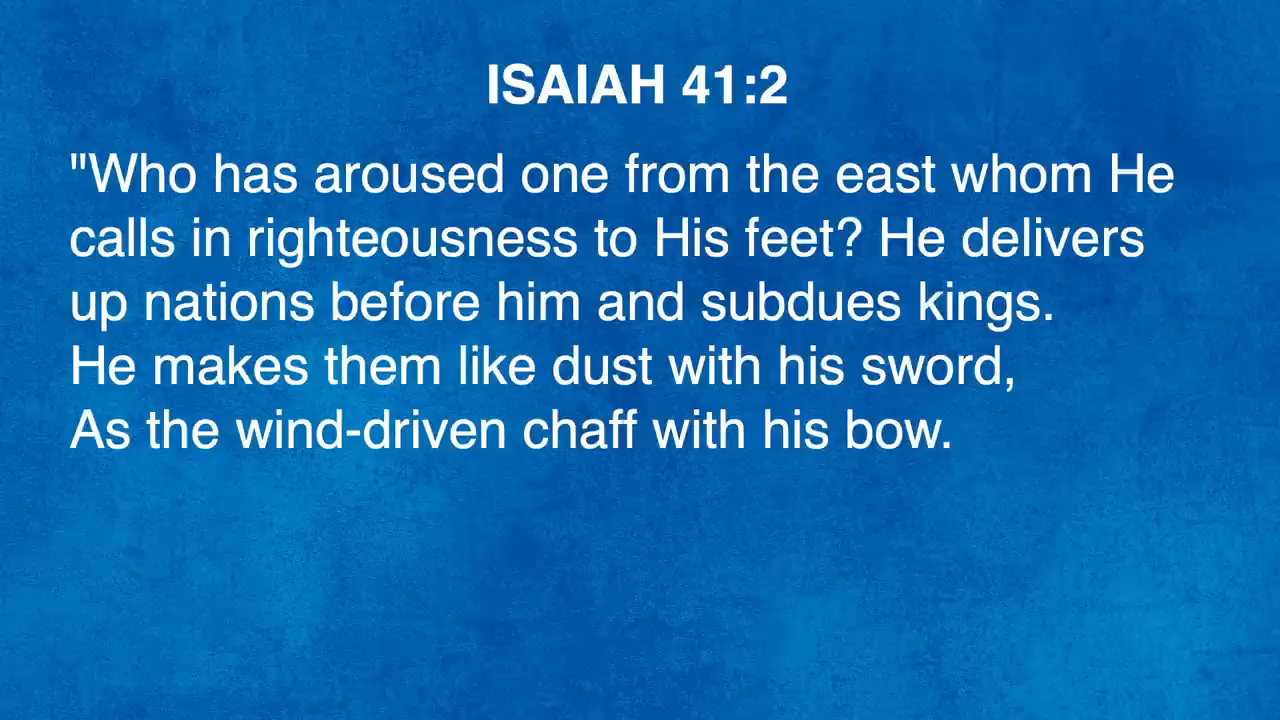 ISAIAH 41:2
"Who has aroused one from the east whom He
calls in righteousness to His feet? He delivers
up nations before him and subdues kings.
He makes them like dust with his sword,
As the wind-driven chaff with his bow.